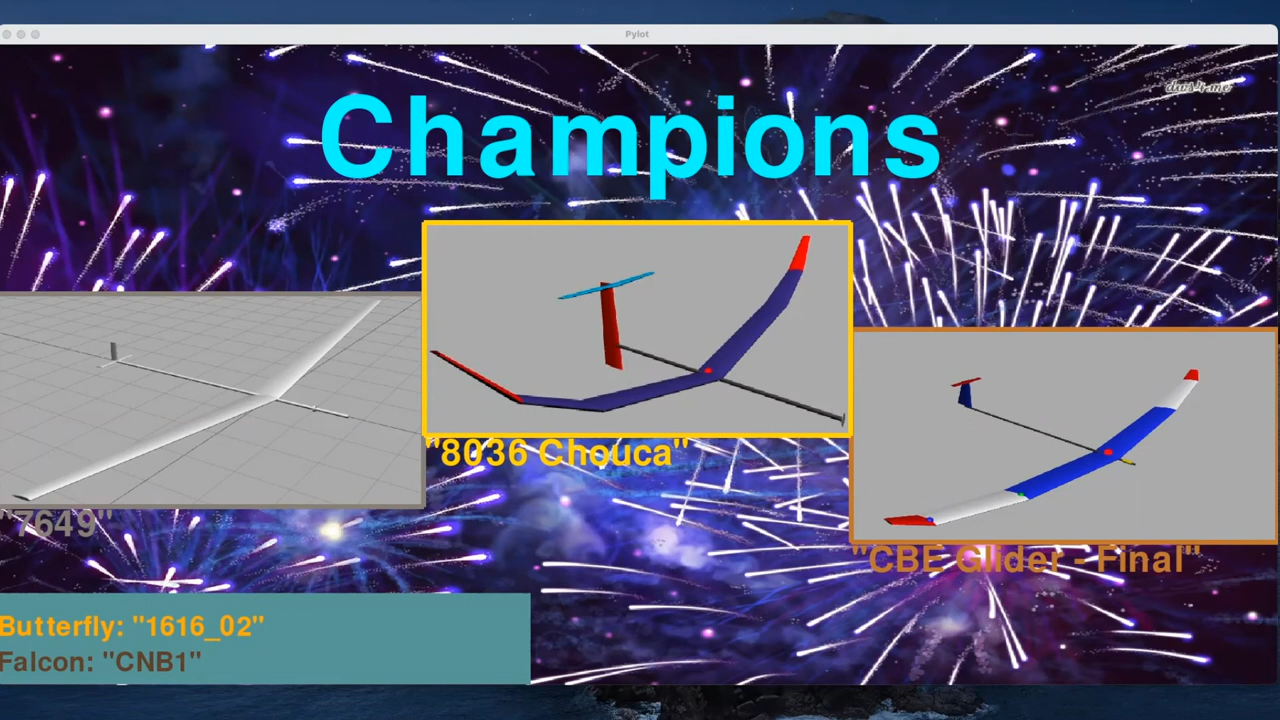 Pylot
Champions
"8036 Chouca"
"7649"
"CBE Glider - Final"
Butterfly: "1616_02"
Falcon: "CNB1"